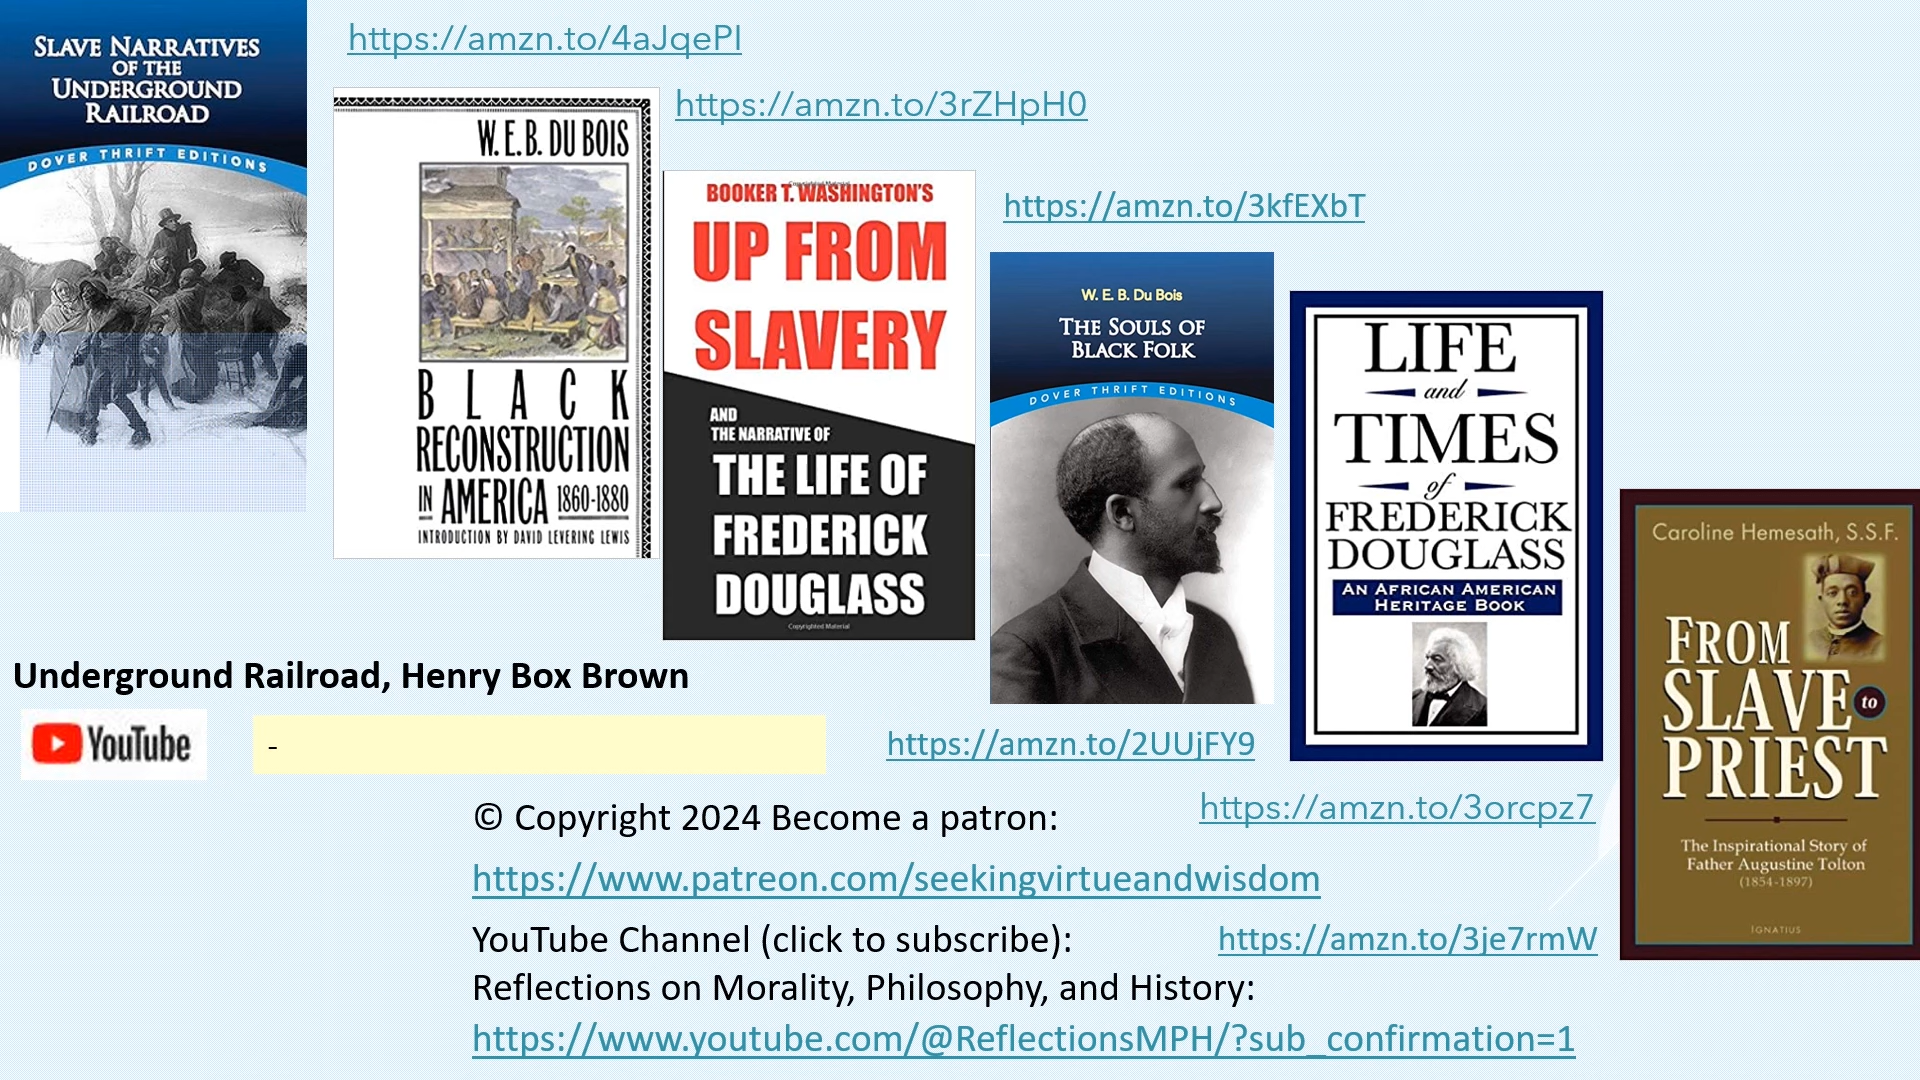 SLAVE NARRATIVES
OF THE
UNDERGROUND
RAILROAD
DOVER THRIFT EDITIONS
https://amzn.to/4aJqePI
https://amzn.to/3rZHpH0
W. E. B. DU BOIS
BLACK
RECONSTRUCTION
IN AMERICA 1860-1880
INTRODUCTION BY DAVID LEVERING LEWIS
Copyrighted Material
BOOKER T. WASHINGTON'S
UP FROM
SLAVERY
AND
THE NARRATIVE OF
THE LIFE OF
FREDERICK
DOUGLASS
Copyrighted Material
https://amzn.to/3kfEXbT
W. E. B. Du Bois
THE SOULS OF
BLACK FOLK
DOVER THRIFT EDITIONS
LIFE
and
TIMES
of
FREDERICK
DOUGLASS
AN AFRICAN AMERICAN
HERITAGE BOOK
Caroline Hemesath, S.S.F.
FROM
SLAVE to
PRIEST
The Inspirational Story of
Father Augustine Tolton
(1854-1897)
IGNATIUS
Underground Railroad, Henry Box Brown
YouTube
-
https://amzn.to/2UUjFY9
© Copyright 2024 Become a patron:
https://amzn.to/3orcpz7
https://www.patreon.com/seekingvirtueandwisdom
YouTube Channel (click to subscribe):
https://amzn.to/3je7rmW
Reflections on Morality, Philosophy, and History:
https://www.youtube.com/@ReflectionsMPH/?sub_confirmation=1